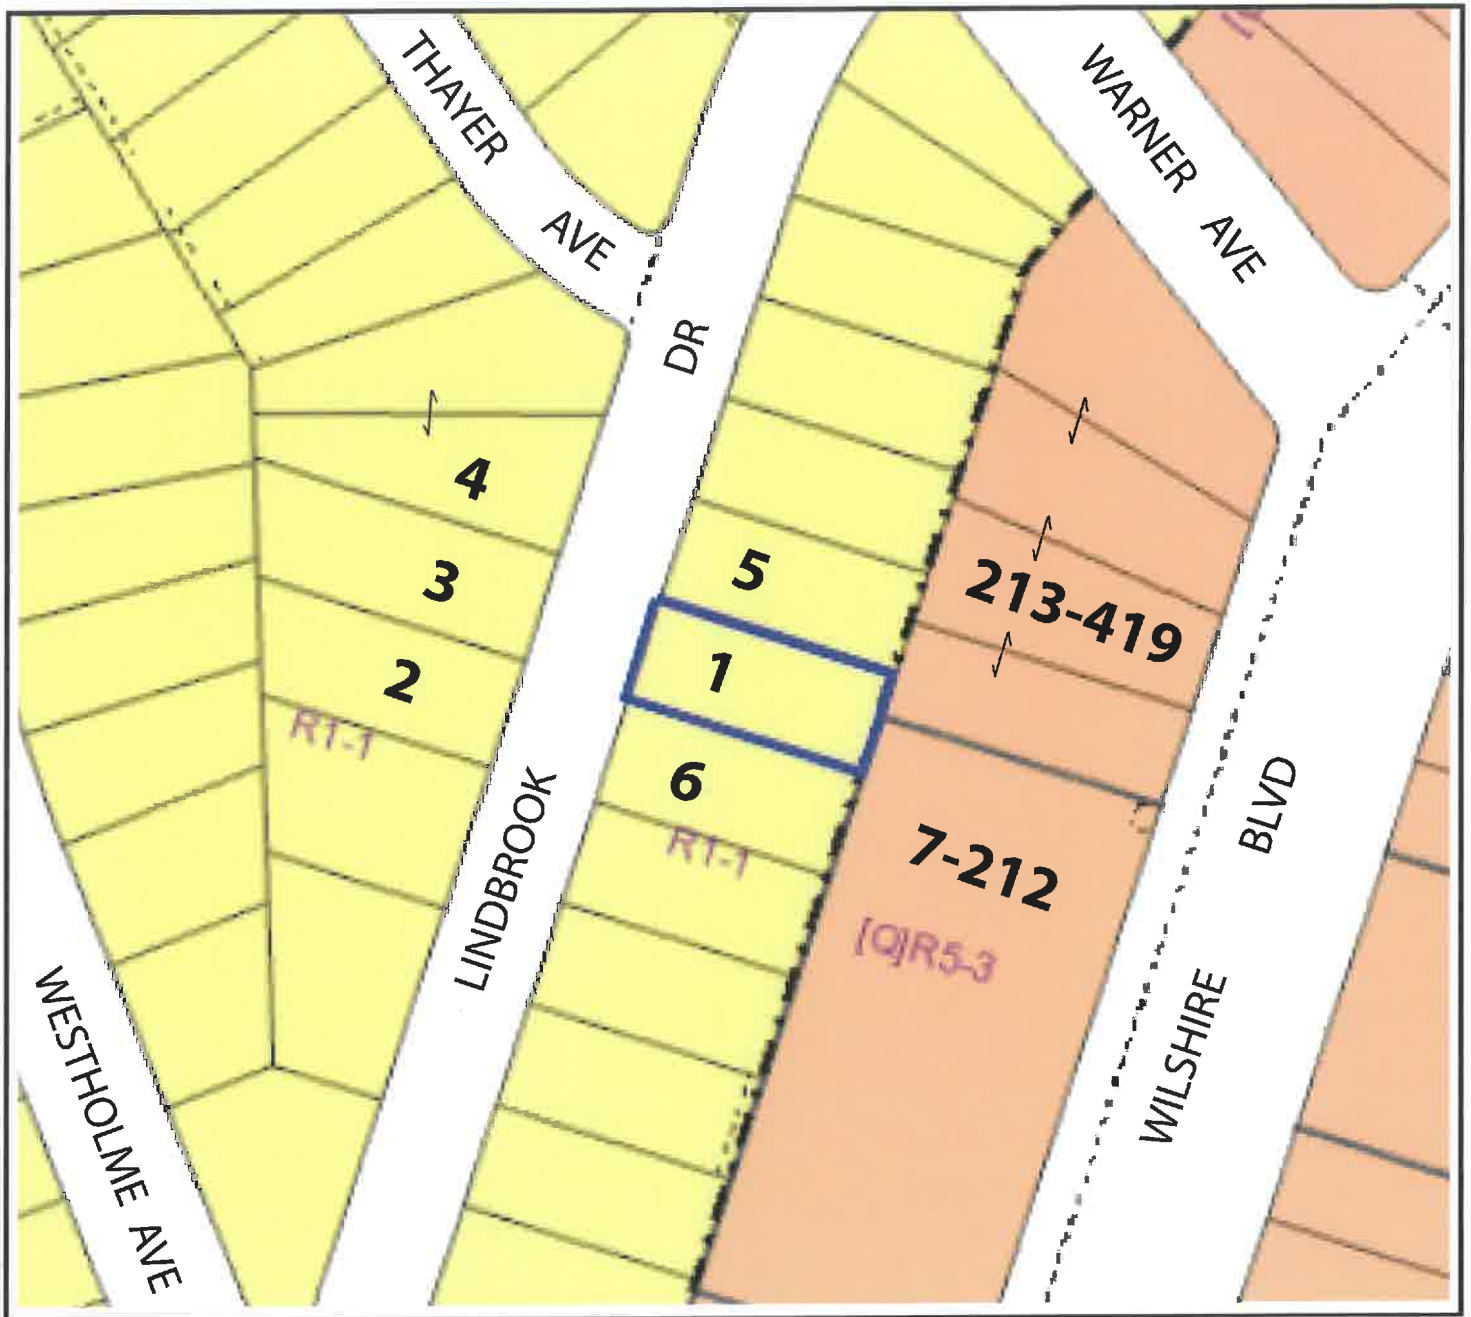 THAYER
AVE
WARNER
AVE
DR
4
3
2
R1-1
5
1
6
R1-1
213-419
7-212
[Q]R5-3
LINDBROOK
BLVD
WILSHIRE
WESTHOLME AVE